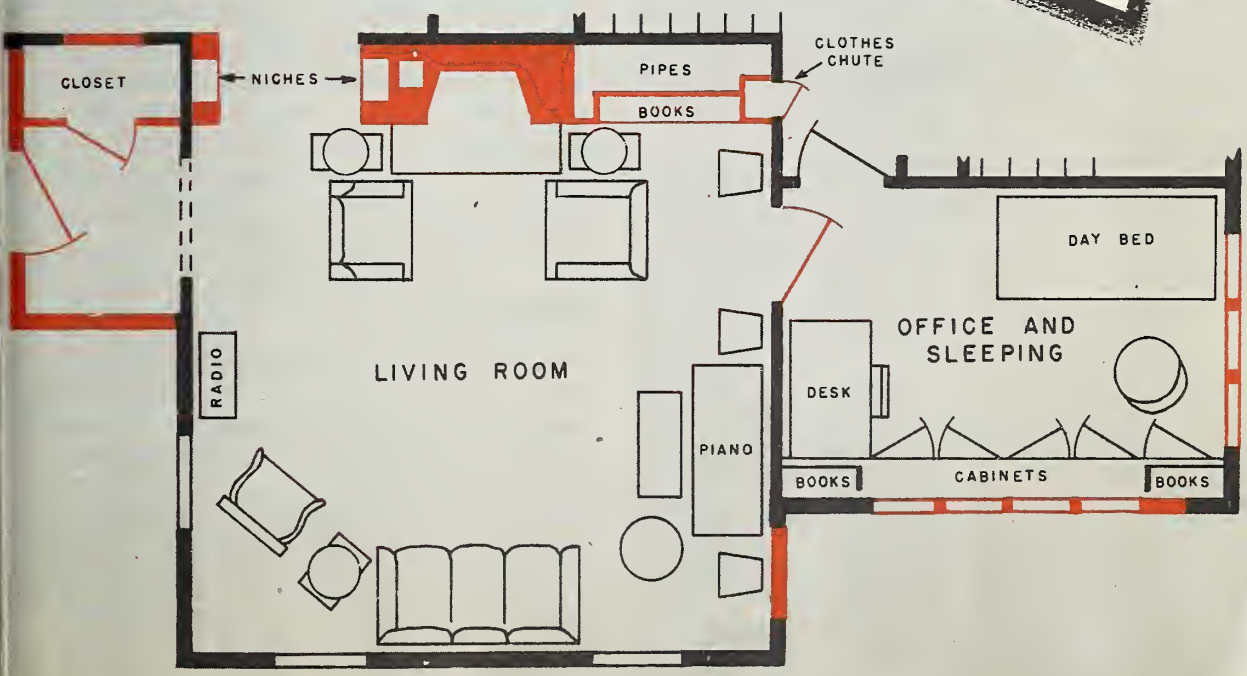 CLOSET
NICHES
PIPES
BOOKS
CLOTHES
CHUTE
DAY BED
OFFICE AND
SLEEPING
LIVING ROOM
RADIO
DESK
PIANO
BOOKS
CABINETS
BOOKS